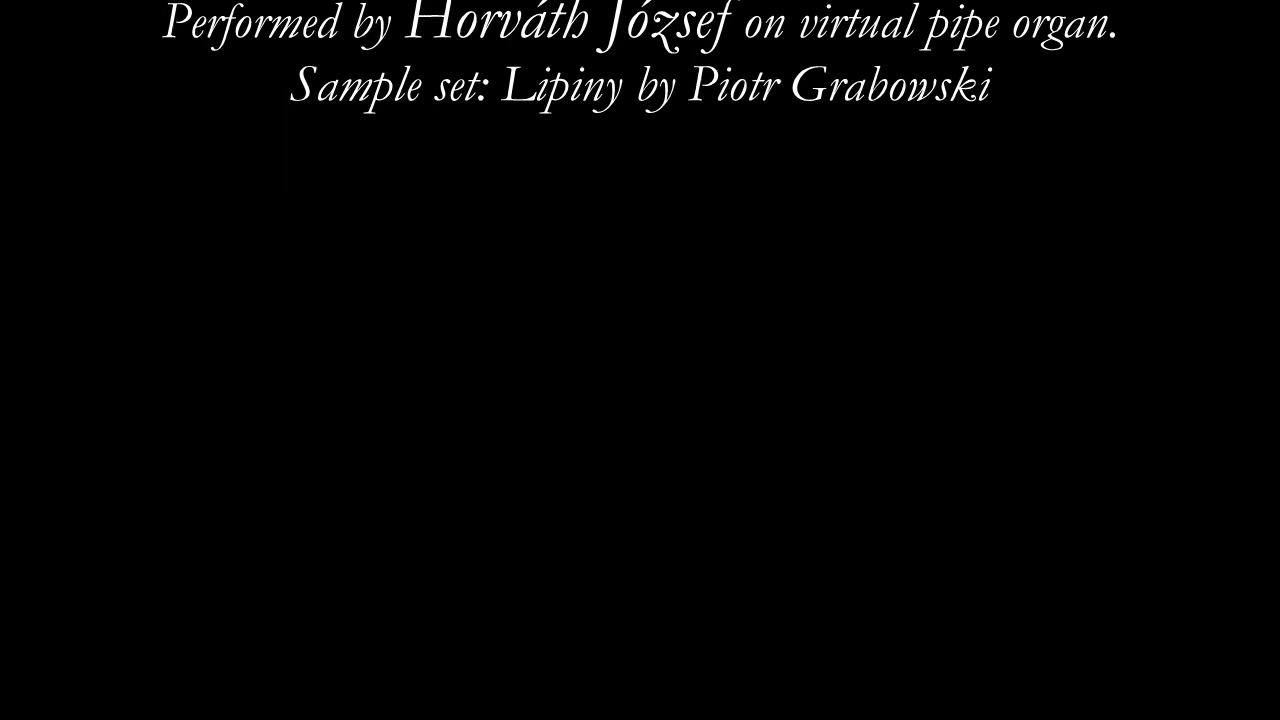 Performed by Horváth József on virtual pipe organ.
Sample set: Lipiny by Piotr Grabowski